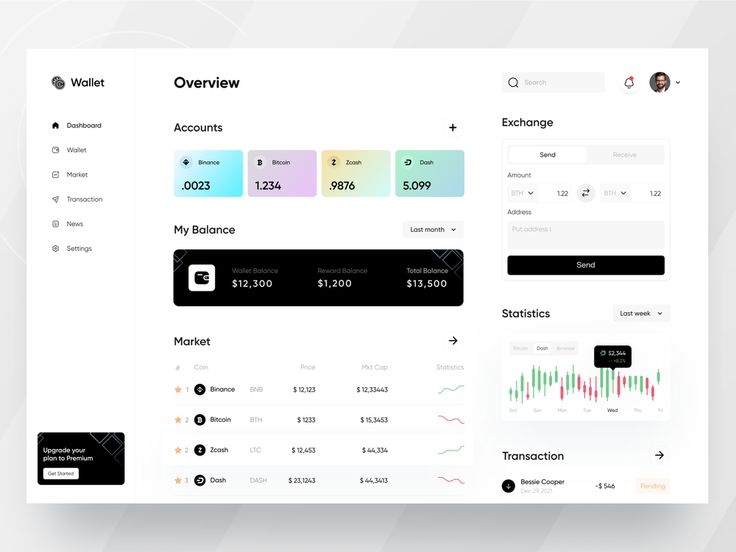 Wallet
Dashboard
Wallet
Market
Transaction
News
Settings
Upgrade your
plan to Premium
Get Started
Overview
Search
Accounts
+
Binance
.0023
Bitcoin
1.234
Zcash
.9876
Dash
5.099
My Balance
Last month
Wallet Balance
$12,300
Reward Balance
$1,200
Total Balance
$13,500
Market
# Coin Price Mkt Cap Statistics
1 Binance BNB $ 12,123 $ 12,33443
2 Bitcoin BTH $ 1233 $ 15,3453
2 Zcash LTC $ 12,453 $ 44,334
3 Dash DASH $ 23,1243 $ 44,3413
Exchange
Send Receive
Amount
BTH 1.22 BTH 1.22
Address
Put address l
Send
Statistics
Last week
Bitcoin Dash Binance
$2,344
Sat Sun Mon Tue Wed Thu Fri
Transaction
Bessie Cooper
Dec 29, 2021
-$ 546
Pending